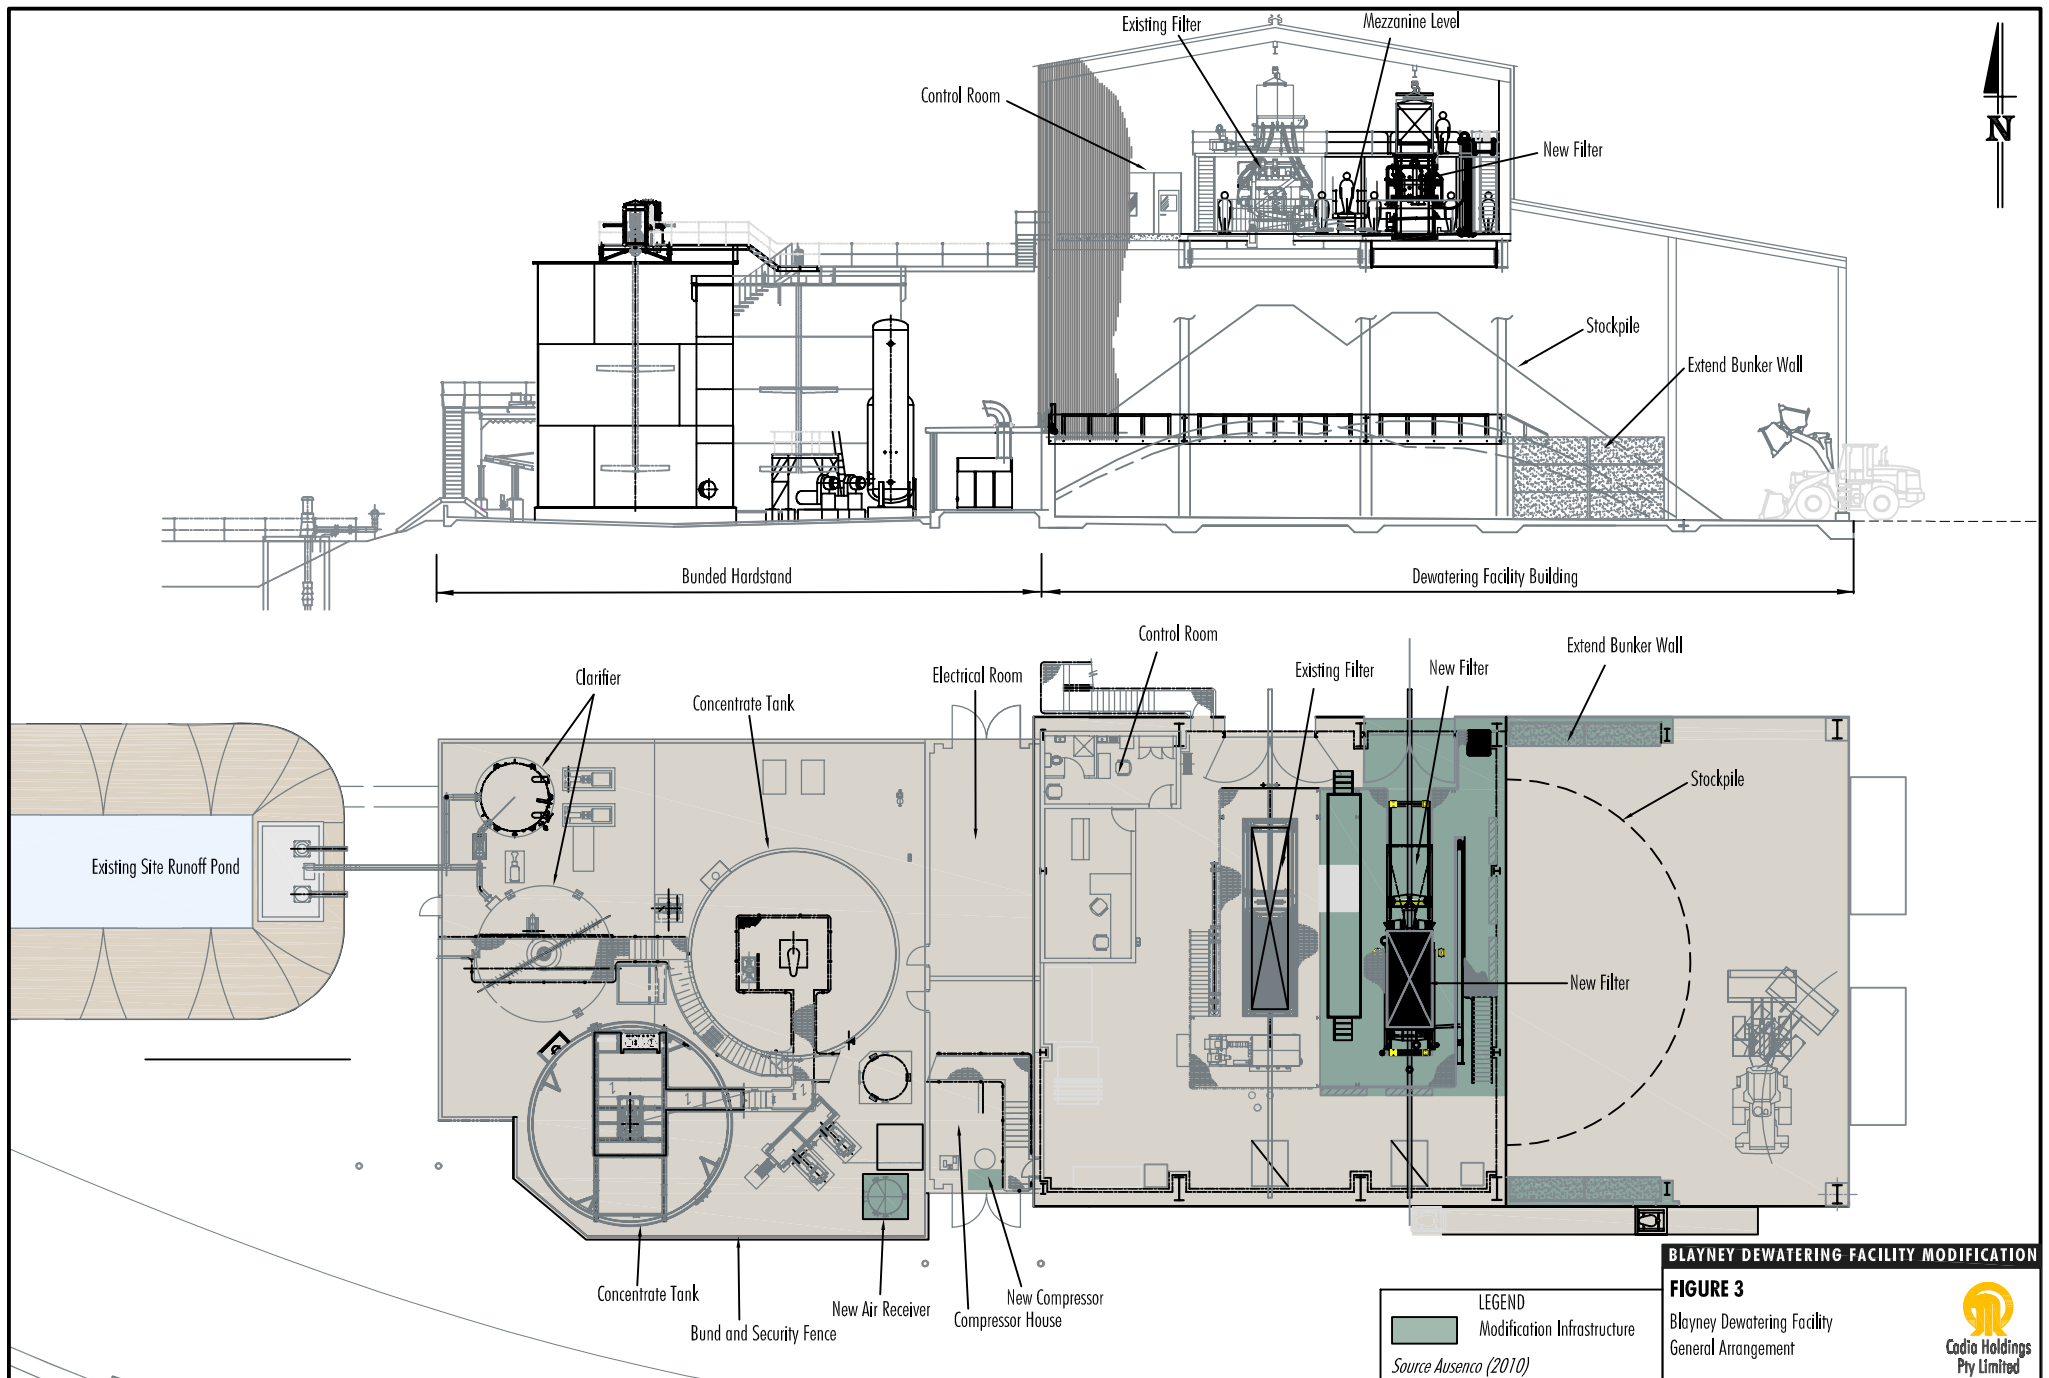 Existing Filter
Mezzanine Level
Control Room
N
New Filter
Stockpile
Extend Bunker Wall
Bunded Hardstand
Dewatering Facility Building
Control Room
Extend Bunker Wall
Clarifier
Electrical Room
Existing Filter
New Filter
Concentrate Tank
Stockpile
Existing Site Runoff Pond
New Filter
Concentrate Tank
New Air Receiver
New Compressor
Compressor House
Bund and Security Fence
LEGEND
Modification Infrastructure
Source Ausenco (2010)
BLAYNEY DEWATERING FACILITY MODIFICATION
FIGURE 3
Blayney Dewatering Facility
General Arrangement
Cadia Holdings
Pty Limited